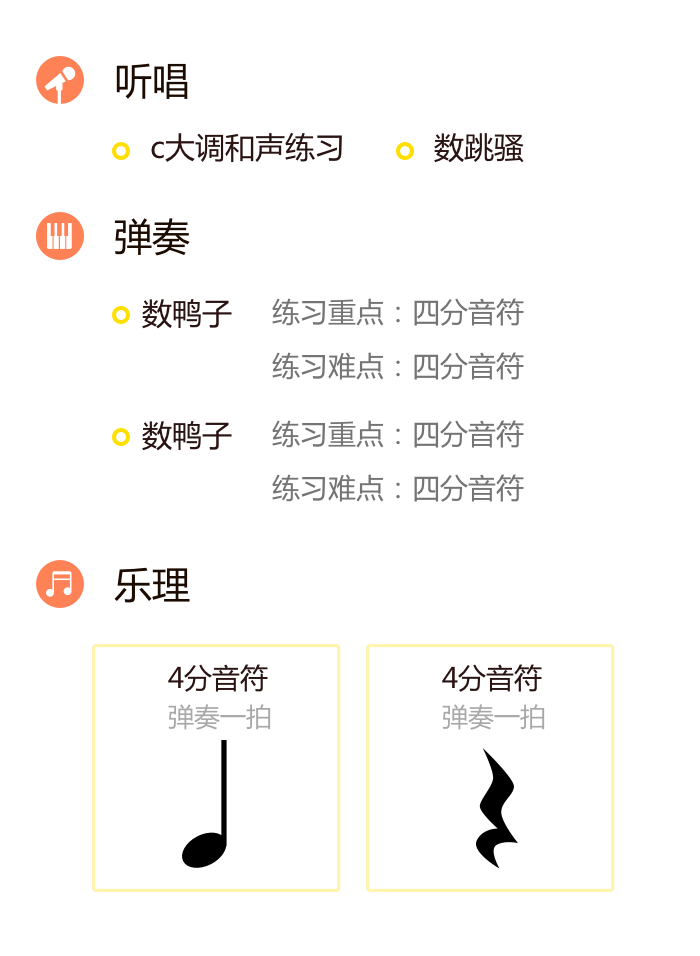 听唱
c大调和声练习 数跳骚
弹奏
数鸭子 练习重点：四分音符
练习难点：四分音符
数鸭子 练习重点：四分音符
练习难点：四分音符
乐理
4分音符 4分音符
弹奏一拍 弹奏一拍